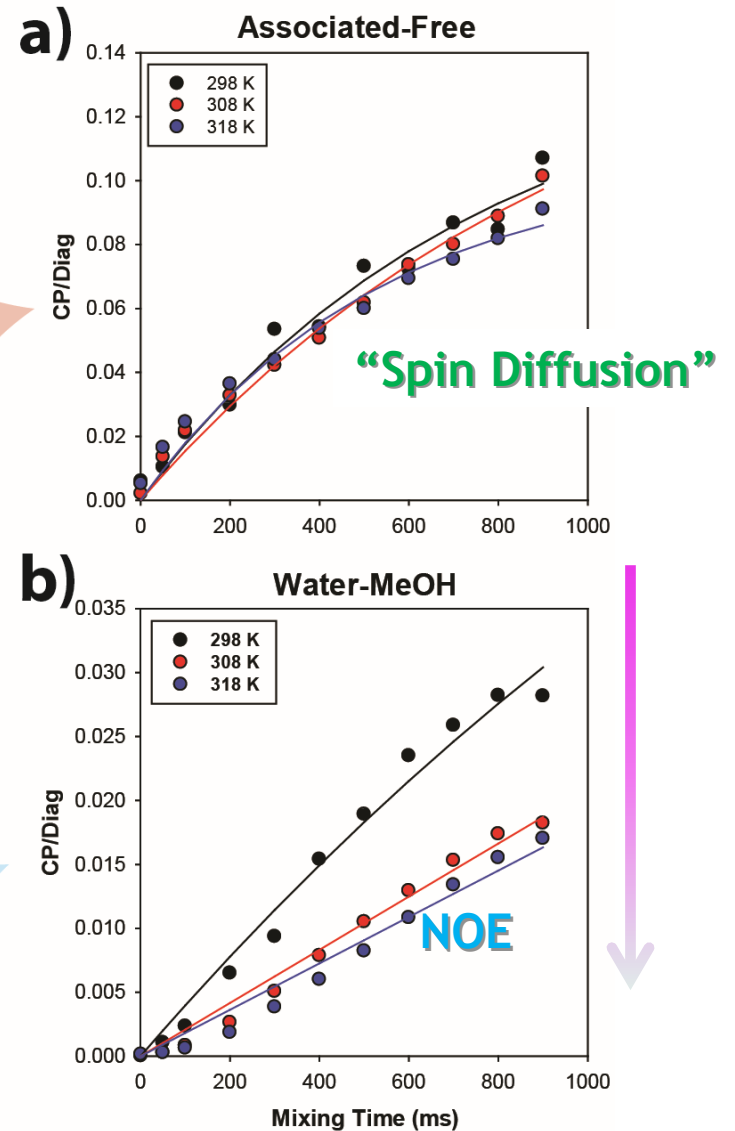 a)
Associated-Free
0.14
0.12
0.10
0.08
0.06
0.04
0.02
0.00
CP/Diag
298 K
308 K
318 K
“Spin Diffusion”
0 200 400 600 800 1000
b)
Water-MeOH
0.035
0.030
0.025
0.020
0.015
0.010
0.005
0.000
CP/Diag
298 K
308 K
318 K
NOE
0 200 400 600 800 1000
Mixing Time (ms)